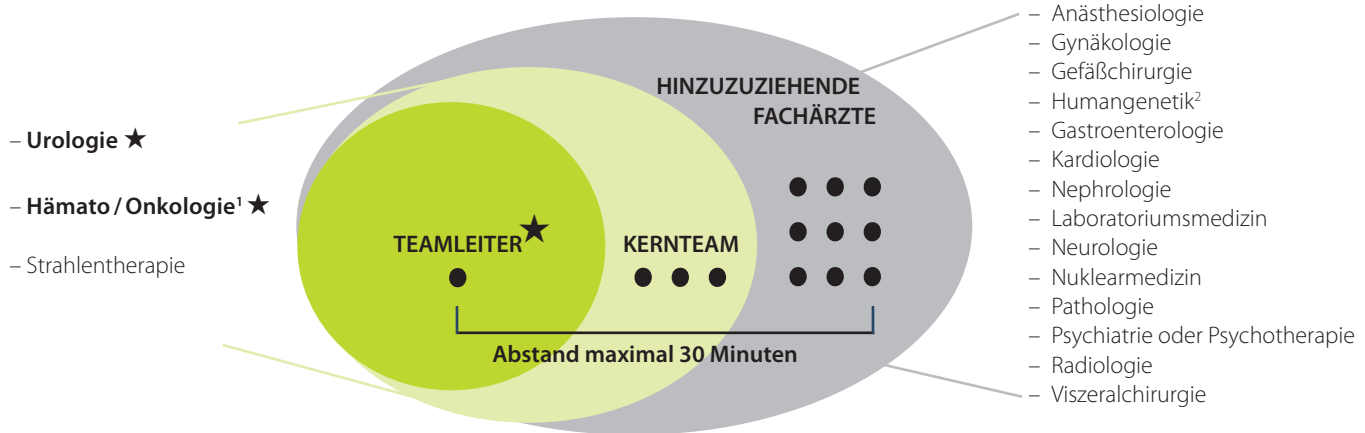 – Urologie ★
– Hämato / Onkologie¹ ★
– Strahlentherapie
HINZUZUZIEHENDE
FACHÄRZTE
TEAMLEITER ★
KERNTEAM
Abstand maximal 30 Minuten
– Anästhesiologie
– Gynäkologie
– Gefäßchirurgie
– Humangenetik²
– Gastroenterologie
– Kardiologie
– Nephrologie
– Laboratoriumsmedizin
– Neurologie
– Nuklearmedizin
– Pathologie
– Psychiatrie oder Psychotherapie
– Radiologie
– Viszeralchirurgie